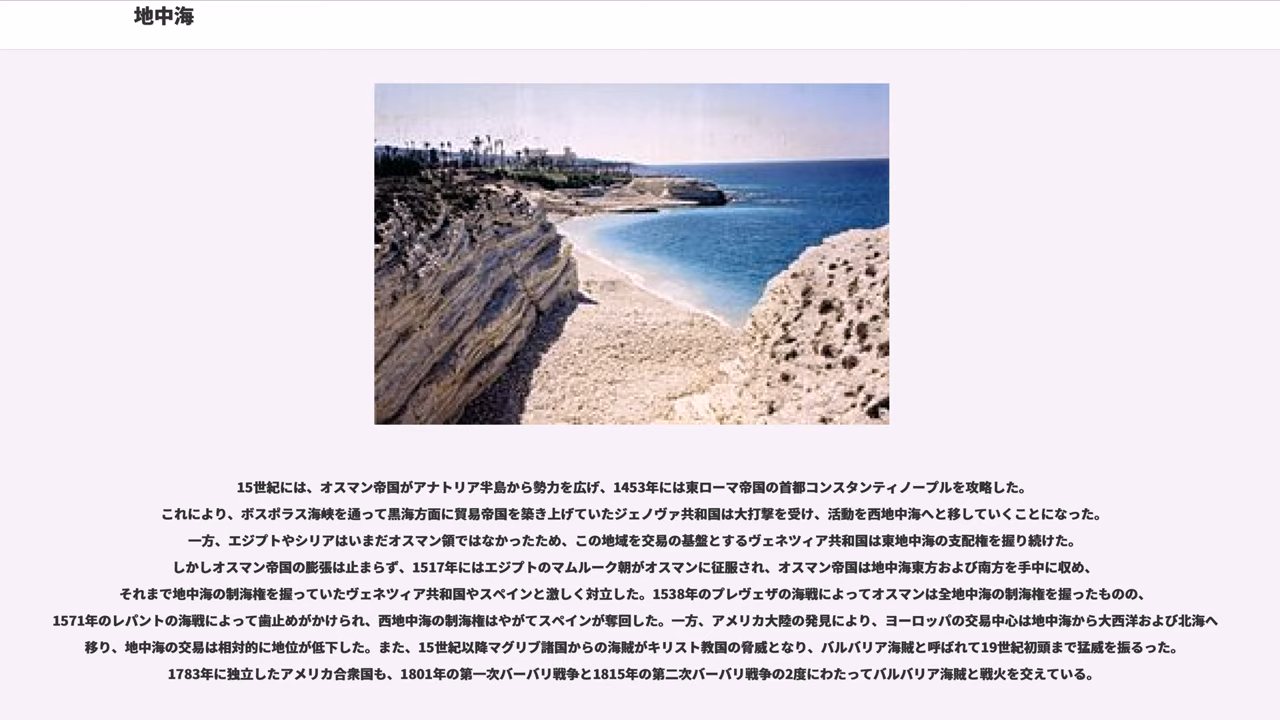 地中海
15世紀には、オスマン帝国がアナトリア半島から勢力を広げ、1453年には東ローマ帝国の首都コンスタンティノープルを攻略した。
これにより、ボスポラス海峡を通って黒海方面に貿易帝国を築き上げていたジェノヴァ共和国は大打撃を受け、活動を西地中海へと移していくことになった。
一方、エジプトやシリアはいまだオスマン領ではなかったため、この地域を交易の基盤とするヴェネツィア共和国は東地中海の支配権を握り続けた。
しかしオスマン帝国の膨張は止まらず、1517年にはエジプトのマムルーク朝がオスマンに征服され、オスマン帝国は地中海東方および南方を手中に収め、
それまで地中海の制海権を握っていたヴェネツィア共和国やスペインと激しく対立した。1538年のプレヴェザの海戦によってオスマンは全地中海の制海権を握ったものの、
1571年のレパントの海戦によって歯止めがかけられ、西地中海の制海権はやがてスペインが奪回した。一方、アメリカ大陸の発見により、ヨーロッパの交易中心は地中海から大西洋および北海へ
移り、地中海の交易は相対的に地位が低下した。また、15世紀以降マグリブ諸国からの海賊がキリスト教国の脅威となり、バルバリア海賊と呼ばれて19世紀初頭まで猛威を振るった。
1783年に独立したアメリカ合衆国も、1801年の第一次バーバリ戦争と1815年の第二次バーバリ戦争の2度にわたってバルバリア海賊と戦火を交えている。